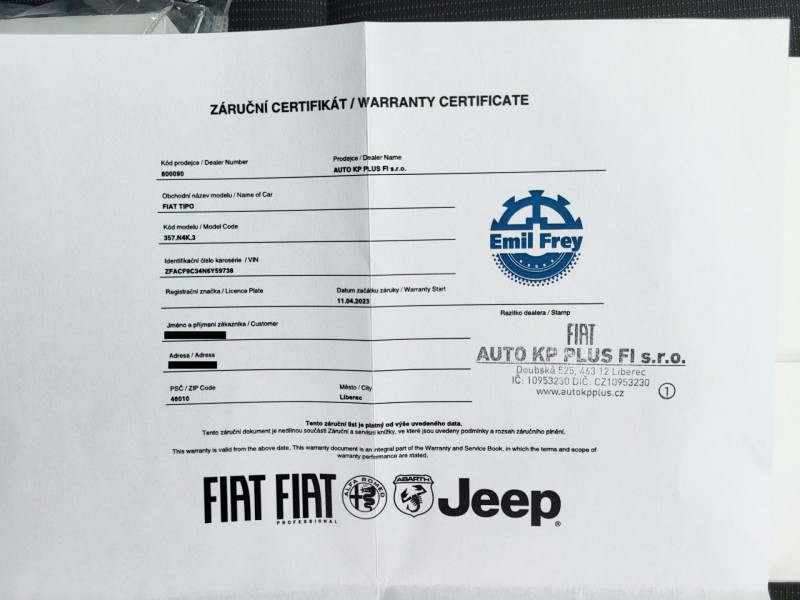 ZÁRUČNÍ CERTIFIKÁT / WARRANTY CERTIFICATE
Kód prodejce / Dealer Number
Prodejce / Dealer Name
600090
AUTO KP PLUS FI s.r.o.
Obchodní název modelu / Name of Car
FIAT TIPO
Kód modelu / Model Code
357.N4K.3
Identifikační číslo karosérie / VIN
ZFACF9C34N6Y59738
Registrační značka / Licence Plate
Datum začátku záruky / Warranty Start
11.04.2023
Emil Frey
Razítko dealera / Stamp
Jméno a příjmení zákazníka / Customer
Adresa / Adress
PSČ / ZIP Code
Město / City
46010
Liberec
FIAT
AUTO KP PLUS FI s.r.o.
Doubská 525, 463 12 Liberec
IČ: 10953230 DIČ: CZ10953230
www.autokpplus.cz
1
Tento záruční list je platný od výše uvedeného data.
Tento záruční dokument je nedílnou součástí Záruční a servisní knížky, ve které jsou uvedeny podmínky a rozsah záručního plnění.
This warranty is valid from the above date. This warranty document is an integral part of the Warranty and Service Book, in which the terms and scope of
warranty performance are stated.
FIAT FIAT
PROFESSIONAL
ALFA ROMEO
ABARTH
Jeep